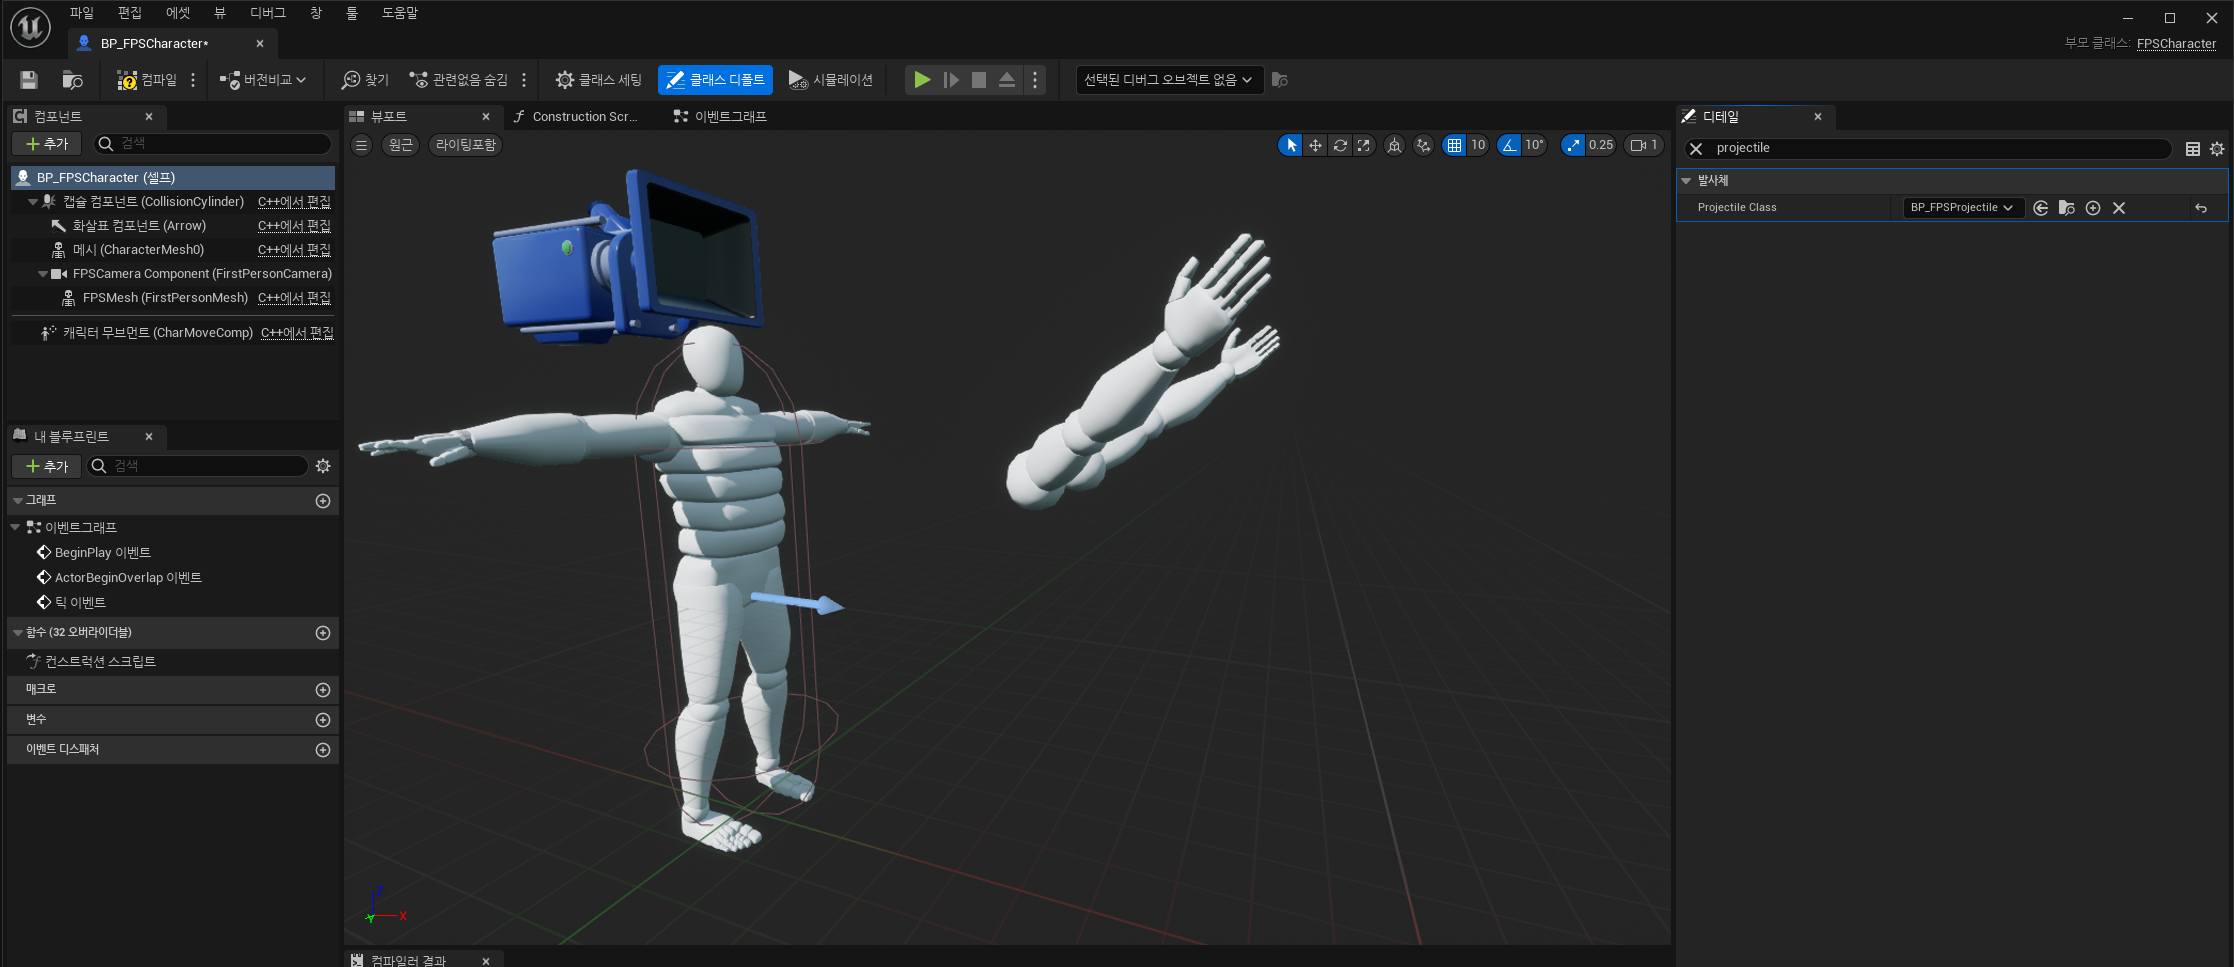 파일 편집 에셋 뷰 디버그 창 툴 도움말
BP_FPSCharacter*
부모 클래스: FPSCharacter
컴파일 버전비교 찾기 관련없음 숨김 클래스 세팅 클래스 디폴트 시뮬레이션 선택된 디버그 오브젝트 없음
컴포넌트
추가 검색
BP_FPSCharacter (셀프)
캡슐 컴포넌트 (CollisionCylinder) C++에서 편집
화살표 컴포넌트 (Arrow) C++에서 편집
메시 (CharacterMesh0) C++에서 편집
FPSCamera Component (FirstPersonCamera)
FPSMesh (FirstPersonMesh) C++에서 편집
캐릭터 무브먼트 (CharMoveComp) C++에서 편집
내 블루프린트
추가 검색
그래프
이벤트그래프
BeginPlay 이벤트
ActorBeginOverlap 이벤트
틱 이벤트
함수 (32 오버라이더블)
컨스트럭션 스크립트
매크로
변수
이벤트 디스패처
뷰포트 Construction Scr... 이벤트그래프
원근 라이팅포함 10 10° 0.25 1
Z
Y X
컴파일러 결과
디테일
projectile
발사체
Projectile Class BP_FPSProjectile